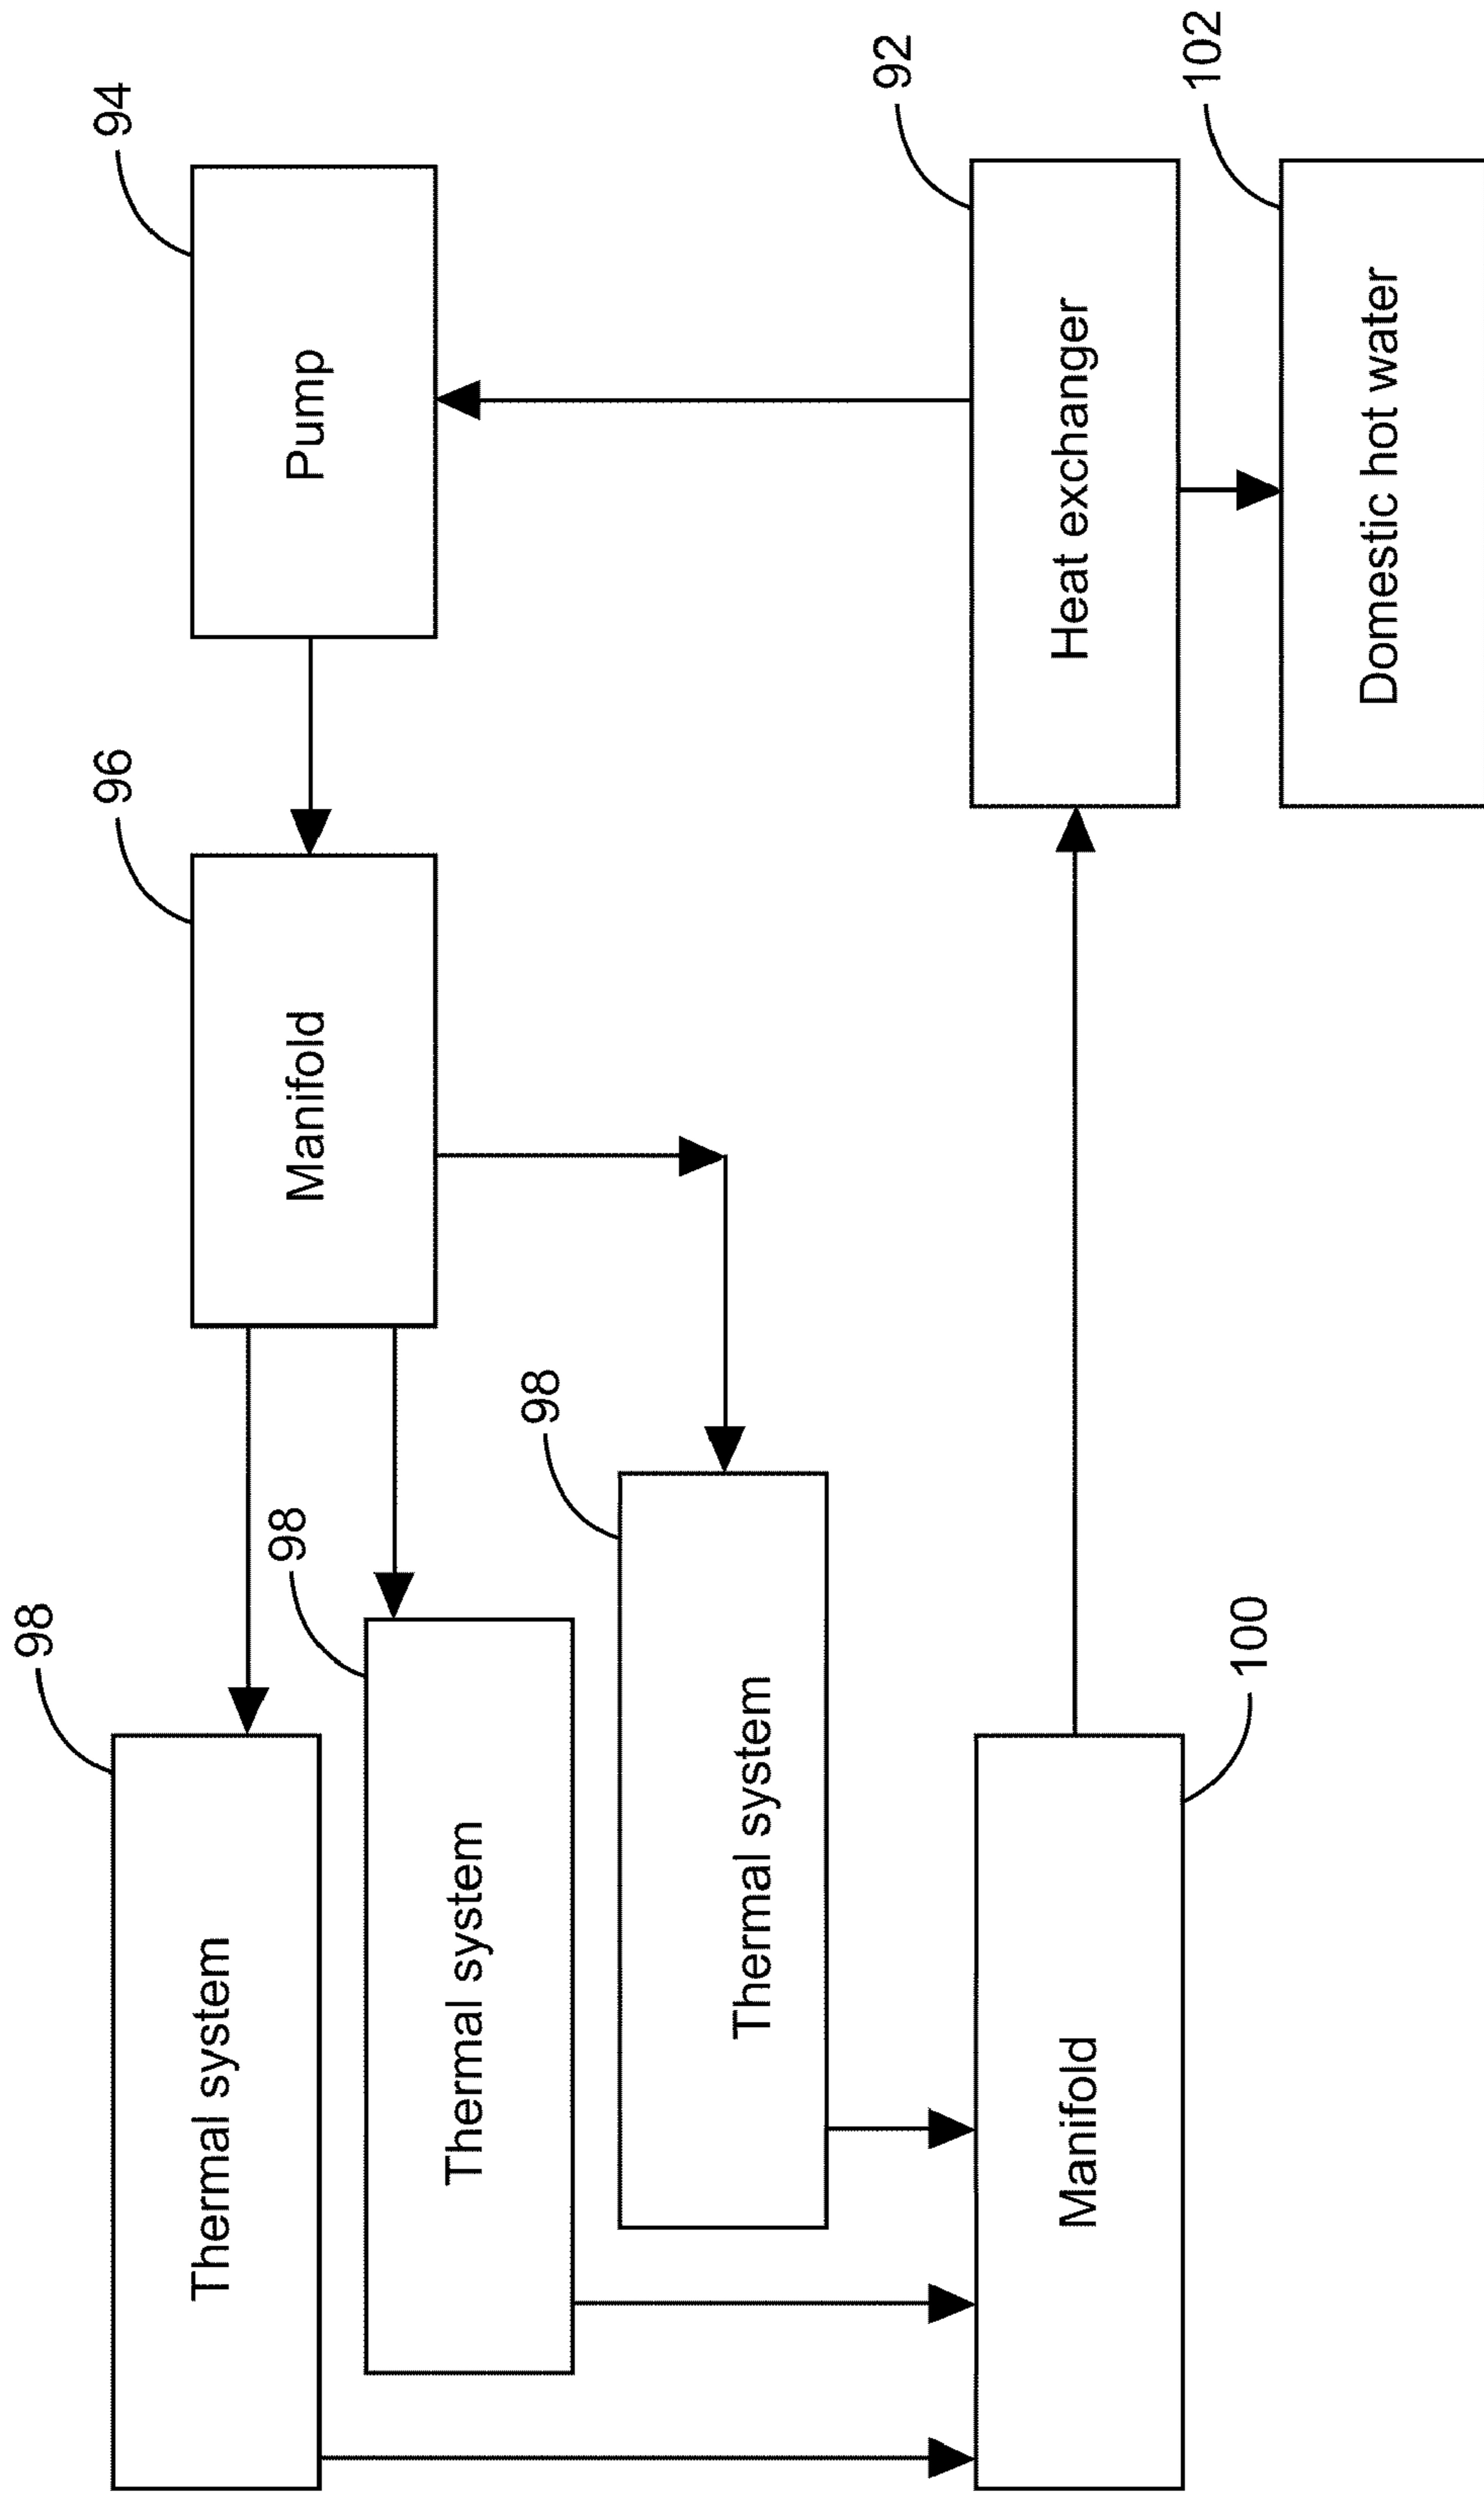 94
Pump
92
Heat exchanger
102
Domestic hot water
96
Manifold
98
Thermal system
98
Thermal system
98
Thermal system
100
Manifold